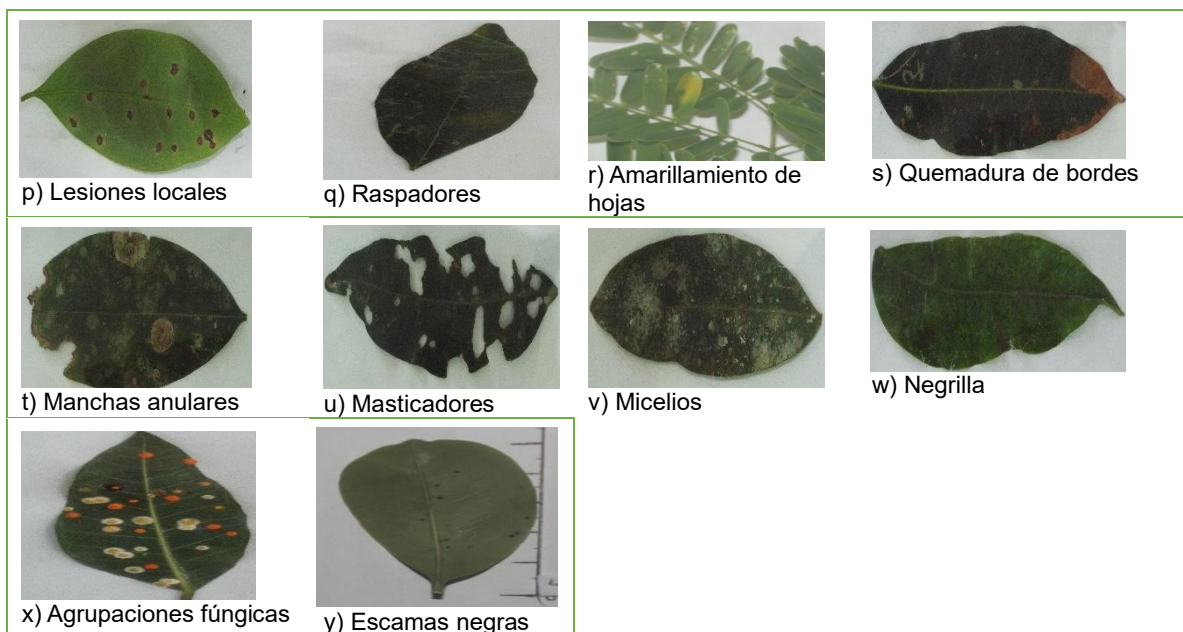 p) Lesiones locales
q) Raspadores
r) Amarillamiento de
hojas
s) Quemadura de bordes
t) Manchas anulares
u) Masticadores
v) Micelios
w) Negrilla
x) Agrupaciones fúngicas
y) Escamas negras